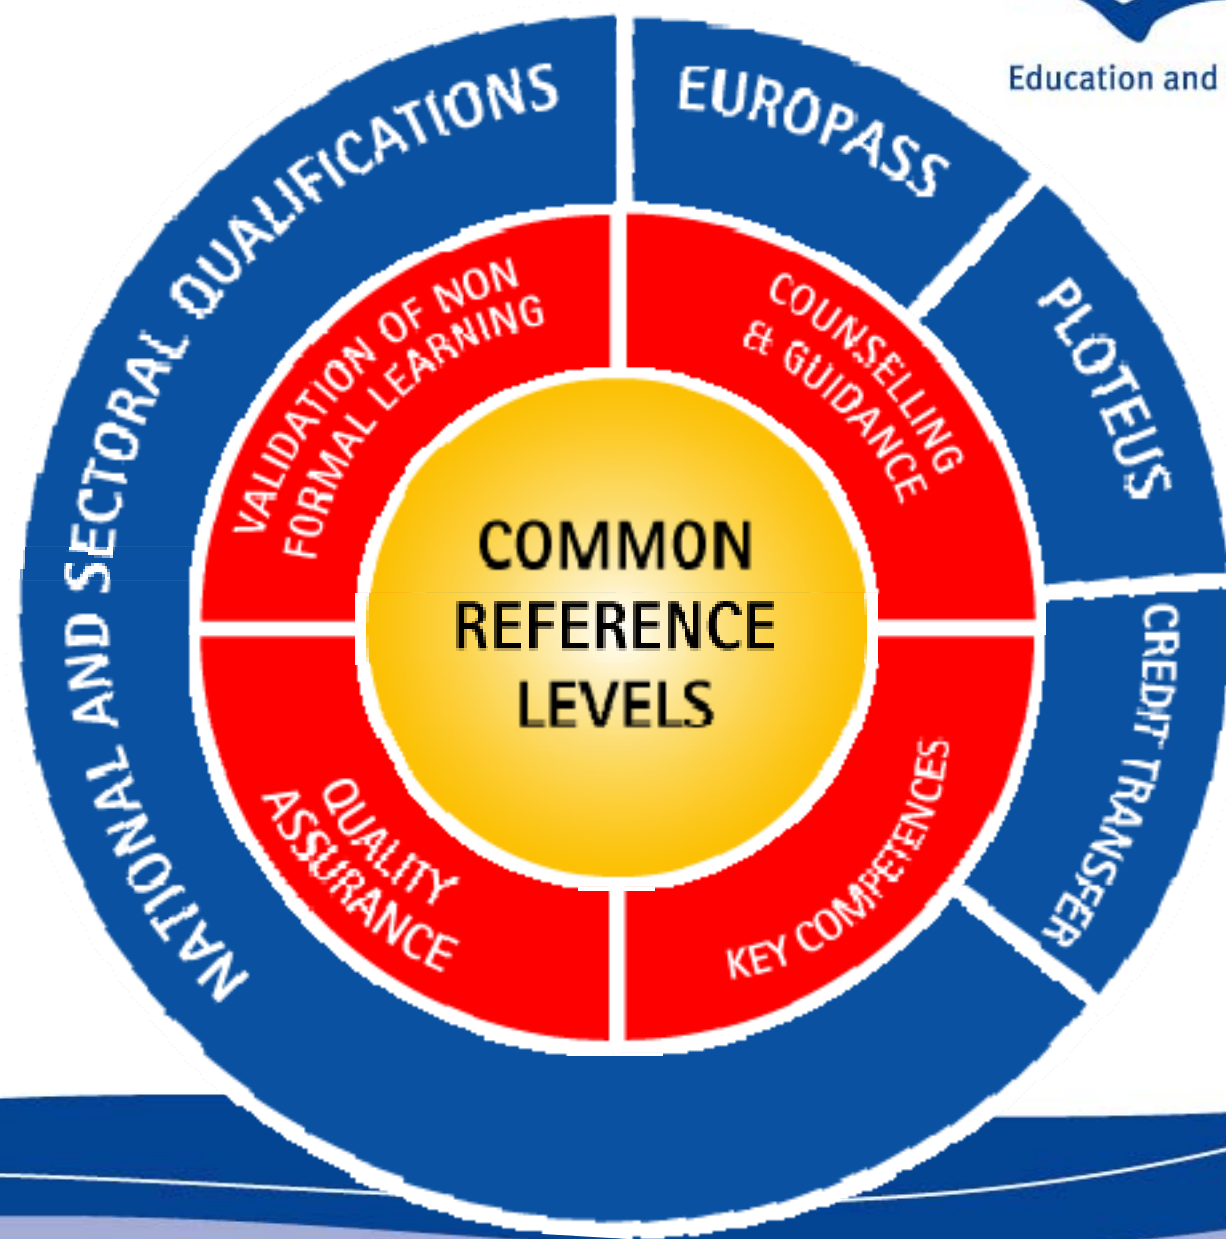 Education and
NATIONAL AND SECTORAL QUALIFICATIONS
EUROPASS
PLOTEUS
CREDIT TRANSFER
VALIDATION OF NON
FORMAL LEARNING
COUNSELLING
& GUIDANCE
QUALITY
ASSURANCE
KEY COMPETENCES
COMMON
REFERENCE
LEVELS